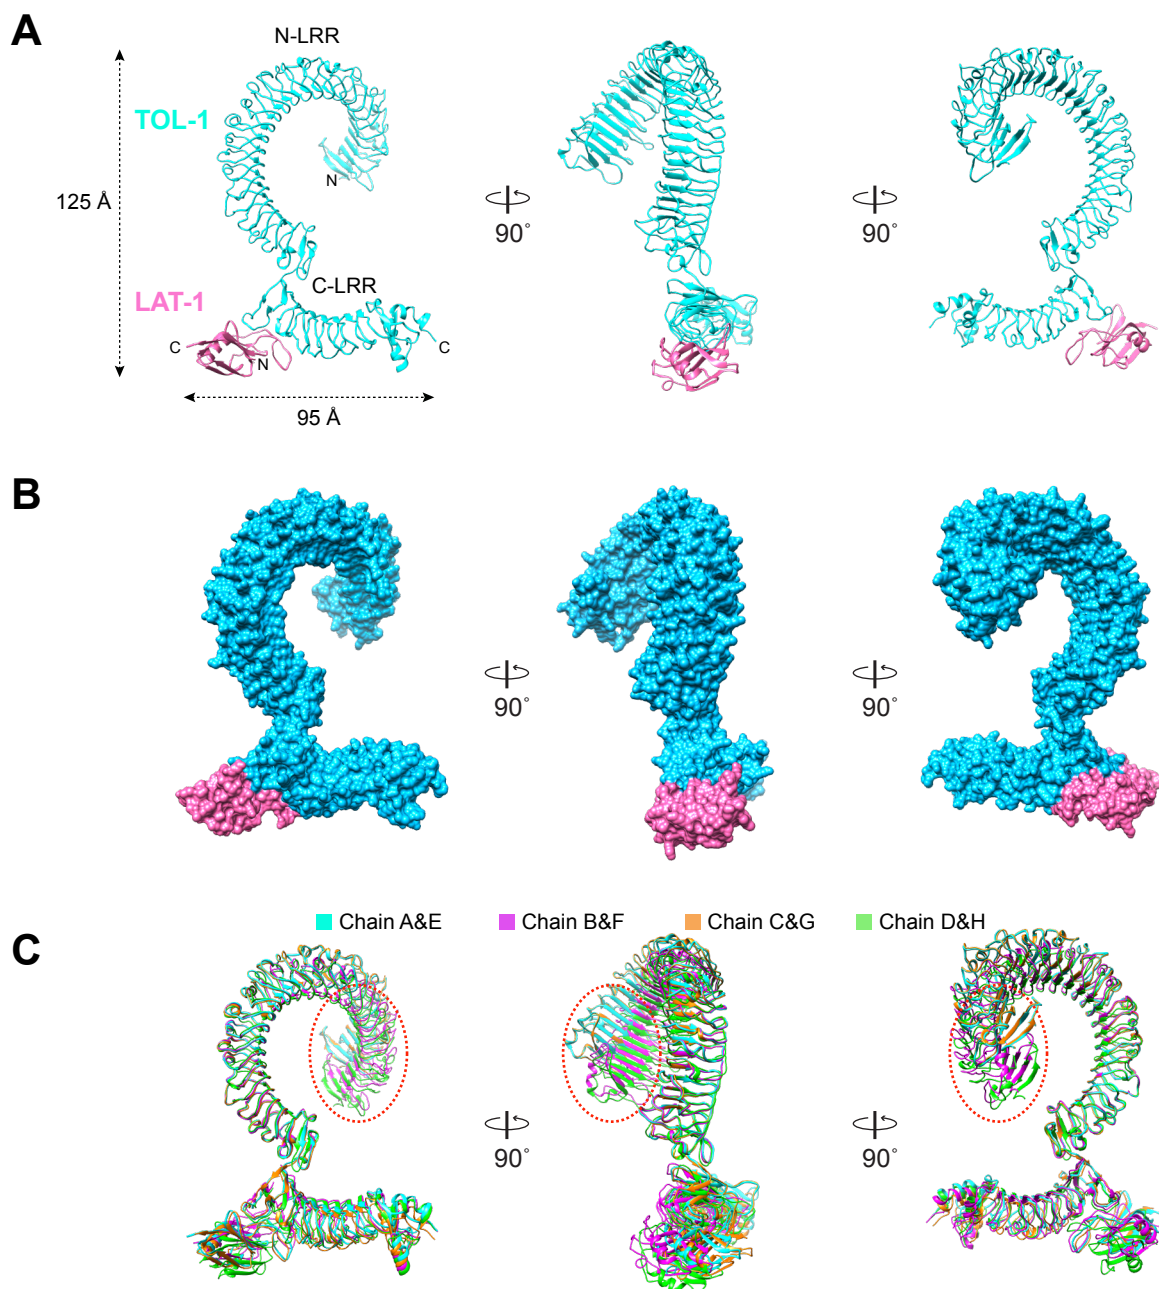 A
N-LRR
TOL-1
N
125 Å
90°
90°
C-LRR
LAT-1
C
N
C
95 Å
B
90°
90°
Chain A&E
Chain B&F
Chain C&G
Chain D&H
C
90°
90°